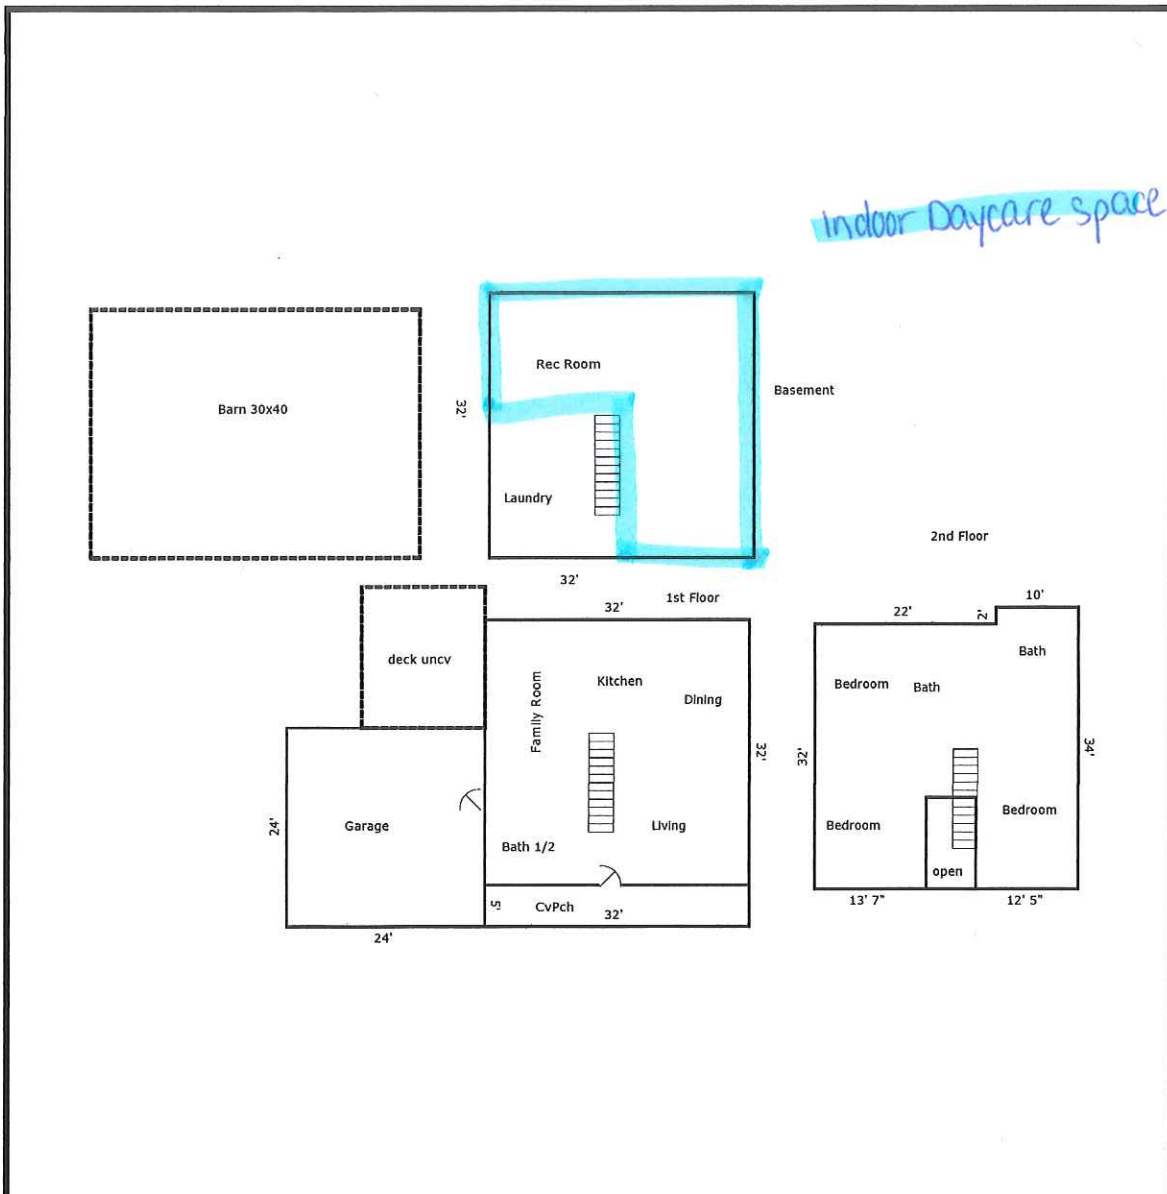 Indoor Daycare space
Rec Room
Basement
Barn 30x40
32'
Laundry
2nd Floor
32'
1st Floor
32'
10'
22'
2'
deck uncv
Bath
Kitchen
Bedroom
Bath
Family Room
Dining
32'
32'
34'
24'
Garage
Living
Bedroom
Bedroom
Bath 1/2
open
5'
CvPch
32'
13' 7"
12' 5"
24'